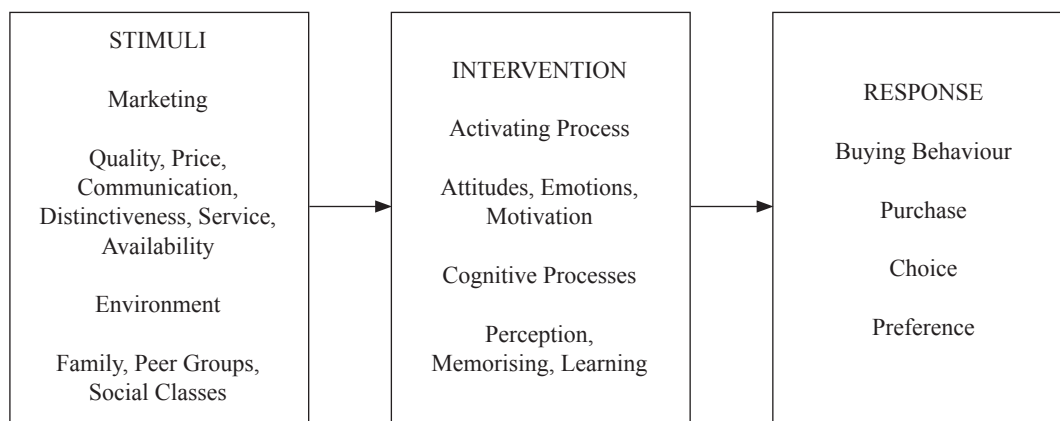 STIMULI
Marketing
Quality, Price,
Communication,
Distinctiveness, Service,
Availability
Environment
Family, Peer Groups,
Social Classes
INTERVENTION
Activating Process
Attitudes, Emotions,
Motivation
Cognitive Processes
Perception,
Memorising, Learning
RESPONSE
Buying Behaviour
Purchase
Choice
Preference